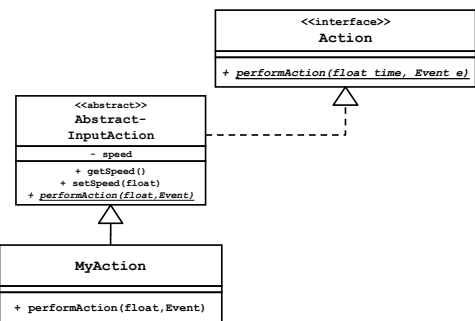 <<interface>>
Action
+ performAction(float time, Event e)
<<abstract>>
Abstract-
InputAction
- speed
+ getSpeed()
+ setSpeed(float)
+ performAction(float,Event)
MyAction
+ performAction(float,Event)